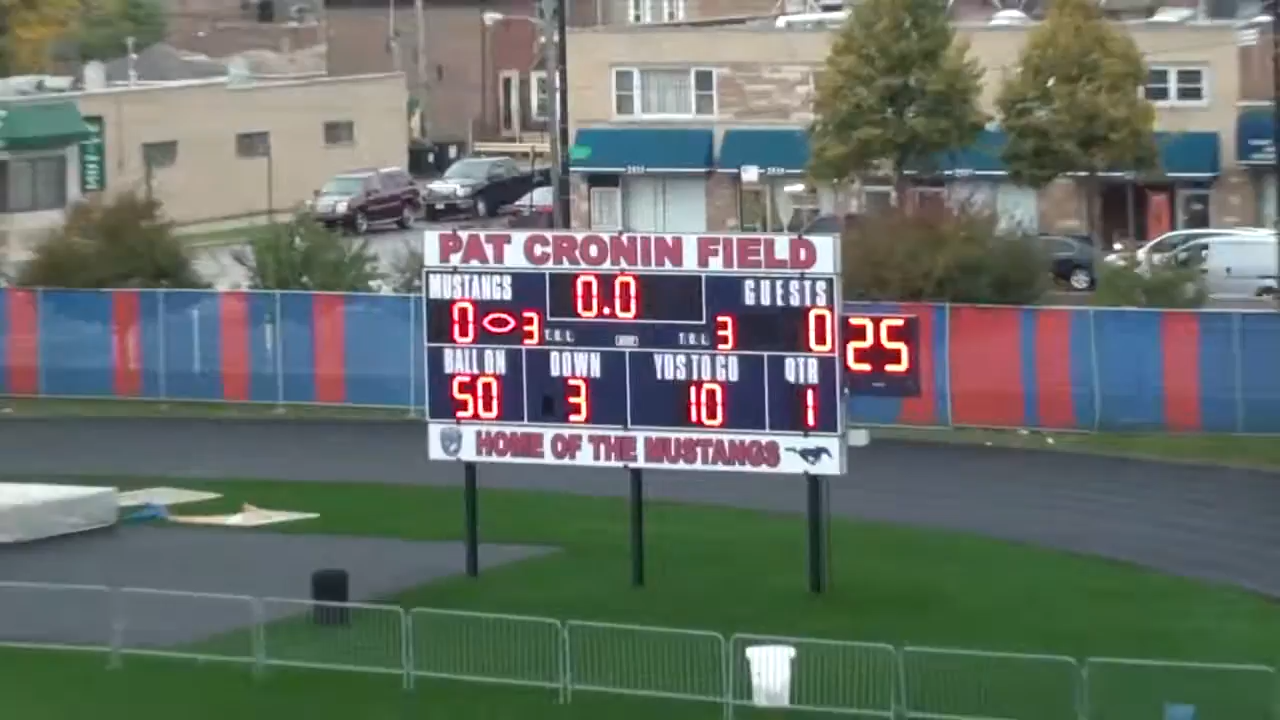 PAT CRONIN FIELD
MUSTANGS 0.0 GUESTS
0 3 T.O.L. T.O.L. 3 0 25
BALL ON DOWN YDS TO GO QTR
50 3 10 1
HOME OF THE MUSTANGS